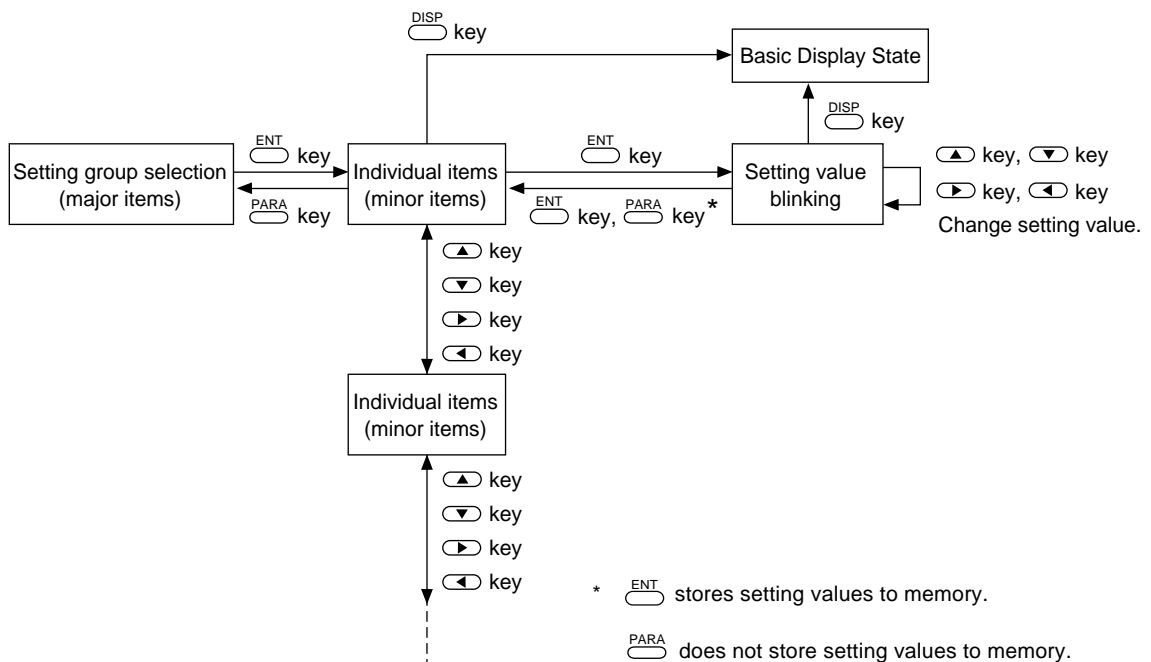 DISP
key
Basic Display State
DISP
key
ENT
key
ENT
key
Setting group selection
(major items)
Individual items
(minor items)
Setting value
blinking
key, key
key, key
Change setting value.
PARA
key
ENT PARA
key, key*
key
key
key
key
Individual items
(minor items)
key
key
key
key
* ENT stores setting values to memory.
PARA does not store setting values to memory.